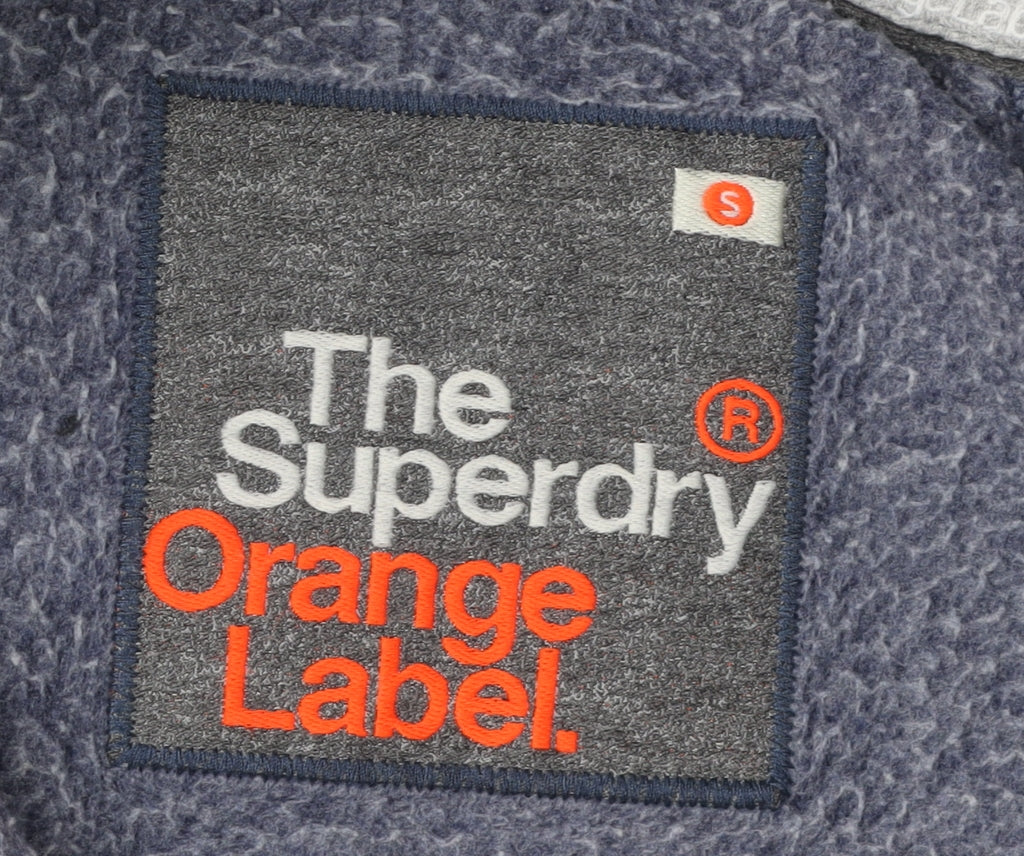 S
The
Superdry®
Orange
Label.